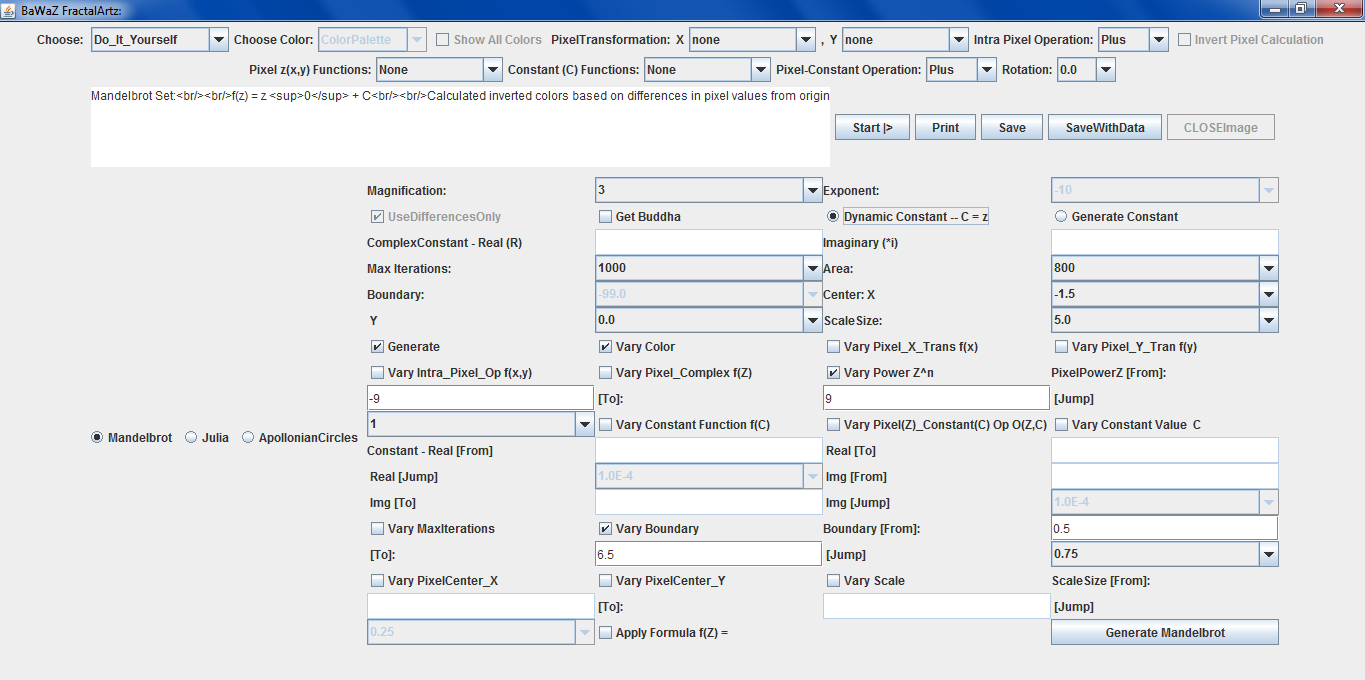 BaWaZ FractalArtz:
Choose: Do_It_Yourself Choose Color: ColorPalette Show All Colors PixelTransformation: X none , Y none Intra Pixel Operation: Plus Invert Pixel Calculation
Pixel z(x,y) Functions: None Constant (C) Functions: None Pixel-Constant Operation: Plus Rotation: 0.0
Mandelbrot Set:<br/><br/>f(z) = z <sup>0</sup> + C<br/><br/>Calculated inverted colors based on differences in pixel values from origin
Start |> Print Save SaveWithData CLOSEImage
Magnification: 3 Exponent: -10
UseDifferencesOnly Get Buddha Dynamic Constant -- C = z Generate Constant
ComplexConstant - Real (R) Imaginary (*i)
Max Iterations: 1000 Area: 800
Boundary: -99.0 Center: X -1.5
Y 0.0 ScaleSize: 5.0
Generate Vary Color Vary Pixel_X_Trans f(x) Vary Pixel_Y_Tran f(y)
Vary Intra_Pixel_Op f(x,y) Vary Pixel_Complex f(Z) Vary Power Z^n PixelPowerZ [From]:
-9 [To]: 9 [Jump]
1 Vary Constant Function f(C) Vary Pixel(Z)_Constant(C) Op O(Z,C) Vary Constant Value C
Mandelbrot Julia ApollonianCircles
Constant - Real [From] Real [To]
Real [Jump] 1.0E-4 Img [From]
Img [To] Img [Jump] 1.0E-4
Vary MaxIterations Vary Boundary Boundary [From]: 0.5
[To]: 6.5 [Jump] 0.75
Vary PixelCenter_X Vary PixelCenter_Y Vary Scale ScaleSize [From]:
[To]: [Jump]
0.25 Apply Formula f(Z) = Generate Mandelbrot